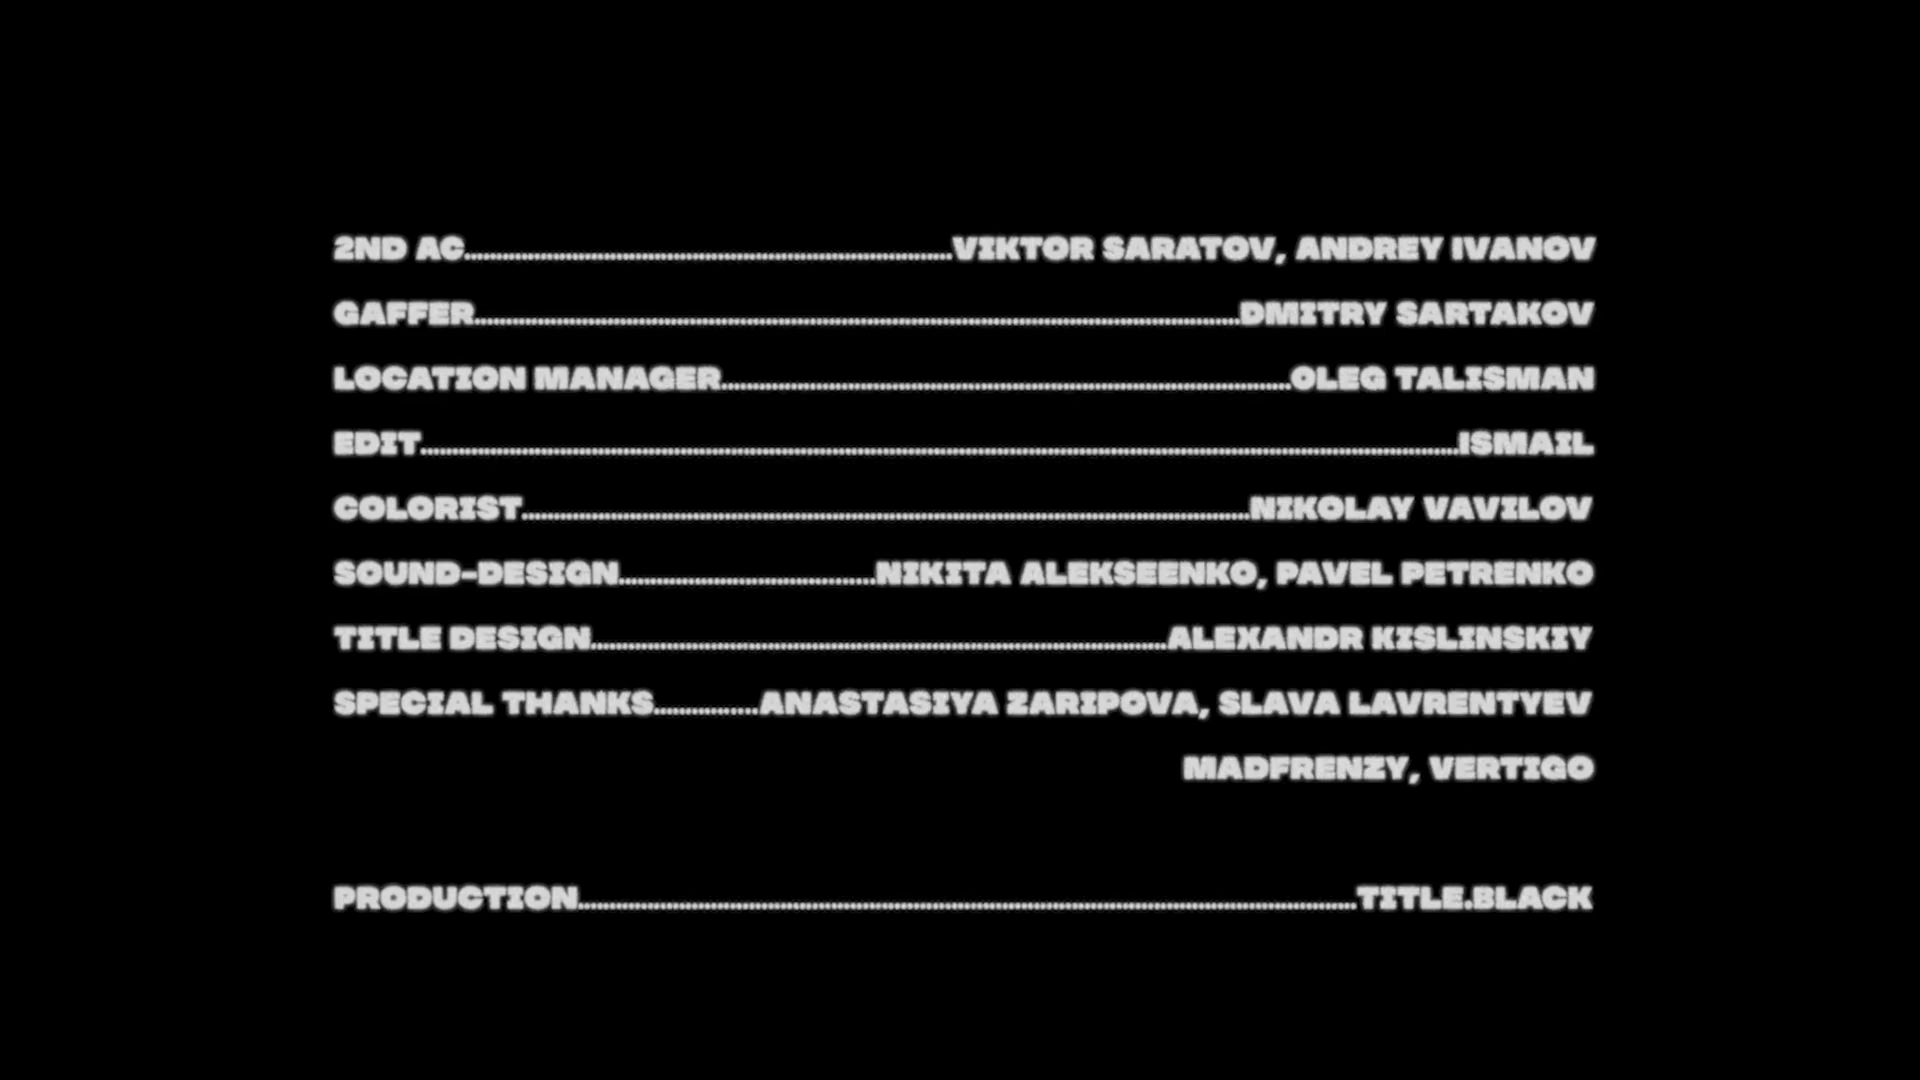 2ND AC........................................VIKTOR SARATOV, ANDREY IVANOV
GAFFER........................................DMITRY SARTAKOV
LOCATION MANAGER........................................OLEG TALISMAN
EDIT........................................ISMAIL
COLORIST........................................NIKOLAY VAVILOV
SOUND-DESIGN........................................NIKITA ALEKSEENKO, PAVEL PETRENKO
TITLE DESIGN........................................ALEXANDR KISLINSKIY
SPECIAL THANKS...............ANASTASIYA ZARIPOVA, SLAVA LAVRENTYEV
MADFRENZY, VERTIGO
PRODUCTION........................................TITLE.BLACK